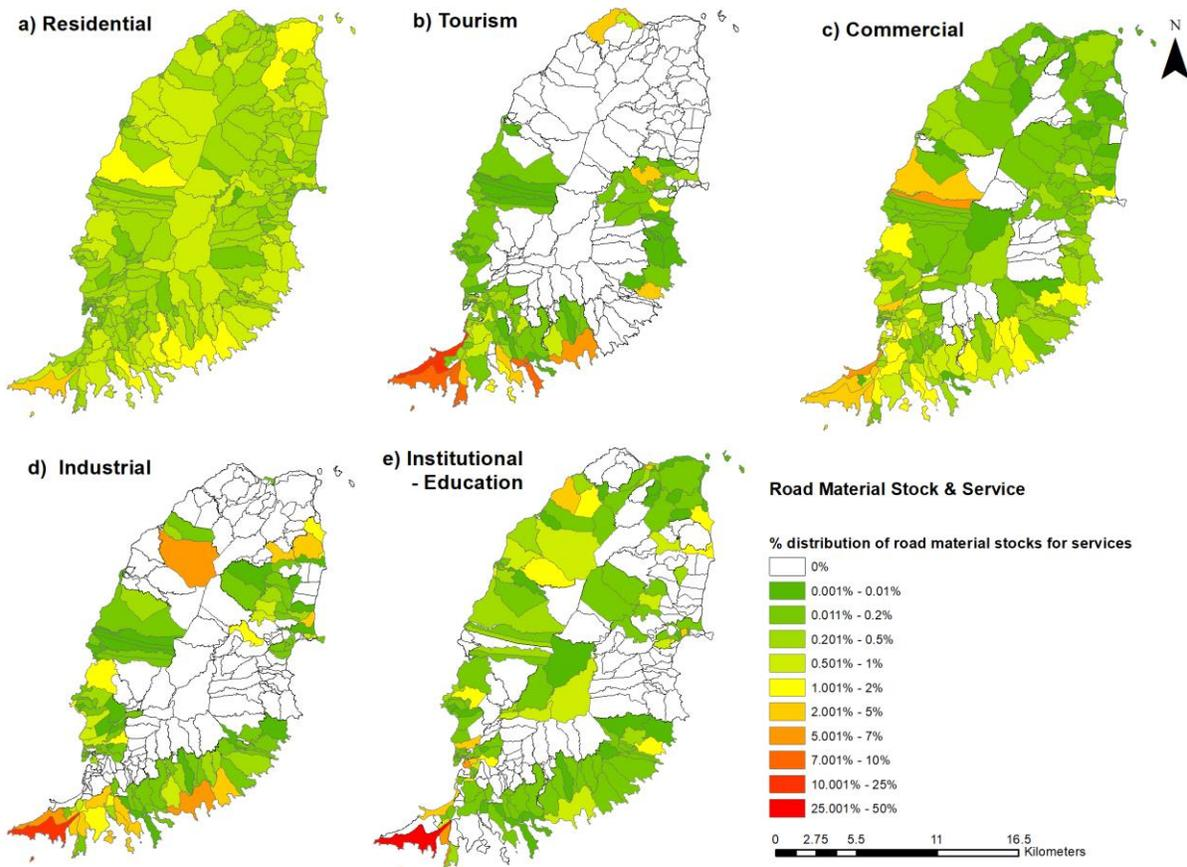 a) Residential
b) Tourism
c) Commercial
N
d) Industrial
e) Institutional
- Education
Road Material Stock & Service
% distribution of road material stocks for services
0%
0.001% - 0.01%
0.011% - 0.2%
0.201% - 0.5%
0.501% - 1%
1.001% - 2%
2.001% - 5%
5.001% - 7%
7.001% - 10%
10.001% - 25%
25.001% - 50%
0 2.75 5.5 11 16.5
Kilometers